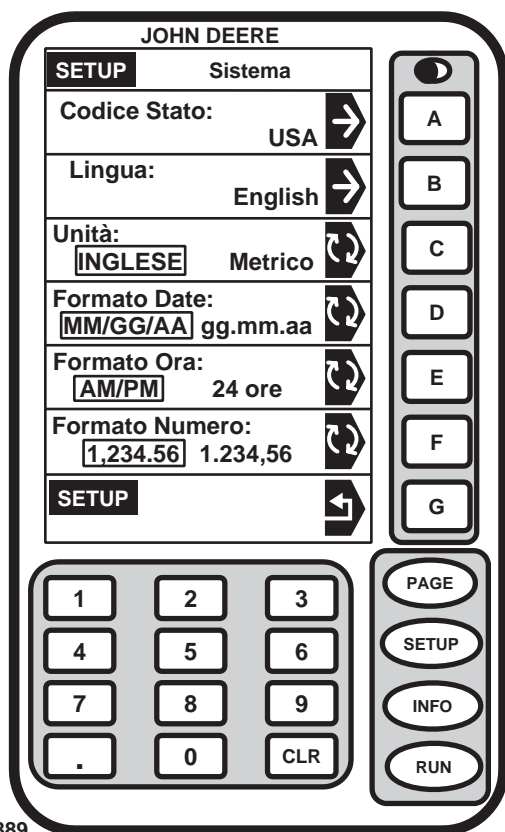 JOHN DEERE
SETUP Sistema
Codice Stato:
USA
Lingua:
English
Unità:
INGLESE Metrico
Formato Date:
MM/GG/AA gg.mm.aa
Formato Ora:
AM/PM 24 ore
Formato Numero:
1,234.56 1.234,56
SETUP
A
B
C
D
E
F
G
1 2 3
4 5 6
7 8 9
. 0 CLR
PAGE
SETUP
INFO
RUN